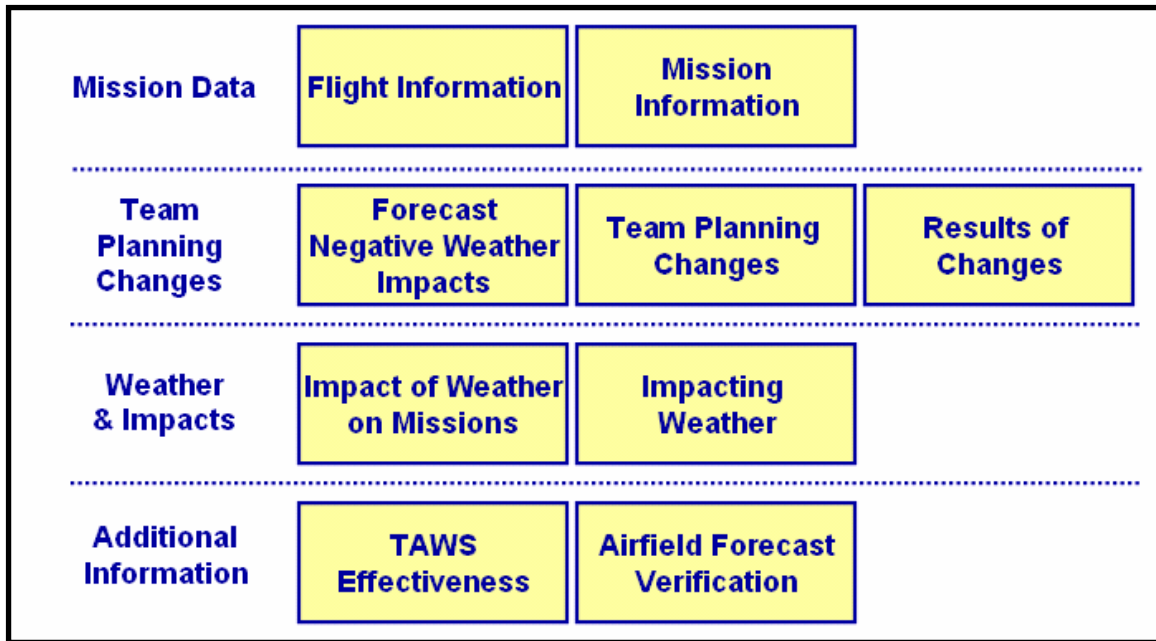 Mission Data
Flight Information
Mission
Information
Team
Planning
Changes
Forecast
Negative Weather
Impacts
Team Planning
Changes
Results of
Changes
Weather
& Impacts
Impact of Weather
on Missions
Impacting
Weather
Additional
Information
TAWS
Effectiveness
Airfield Forecast
Verification